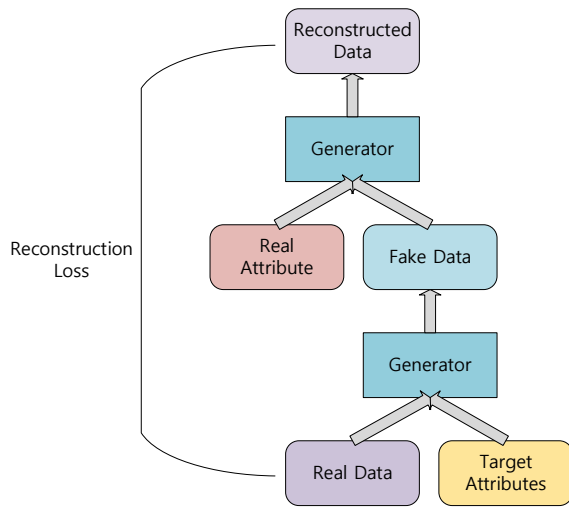 Reconstructed
Data
Generator
Real
Attribute
Fake Data
Reconstruction
Loss
Generator
Real Data
Target
Attributes